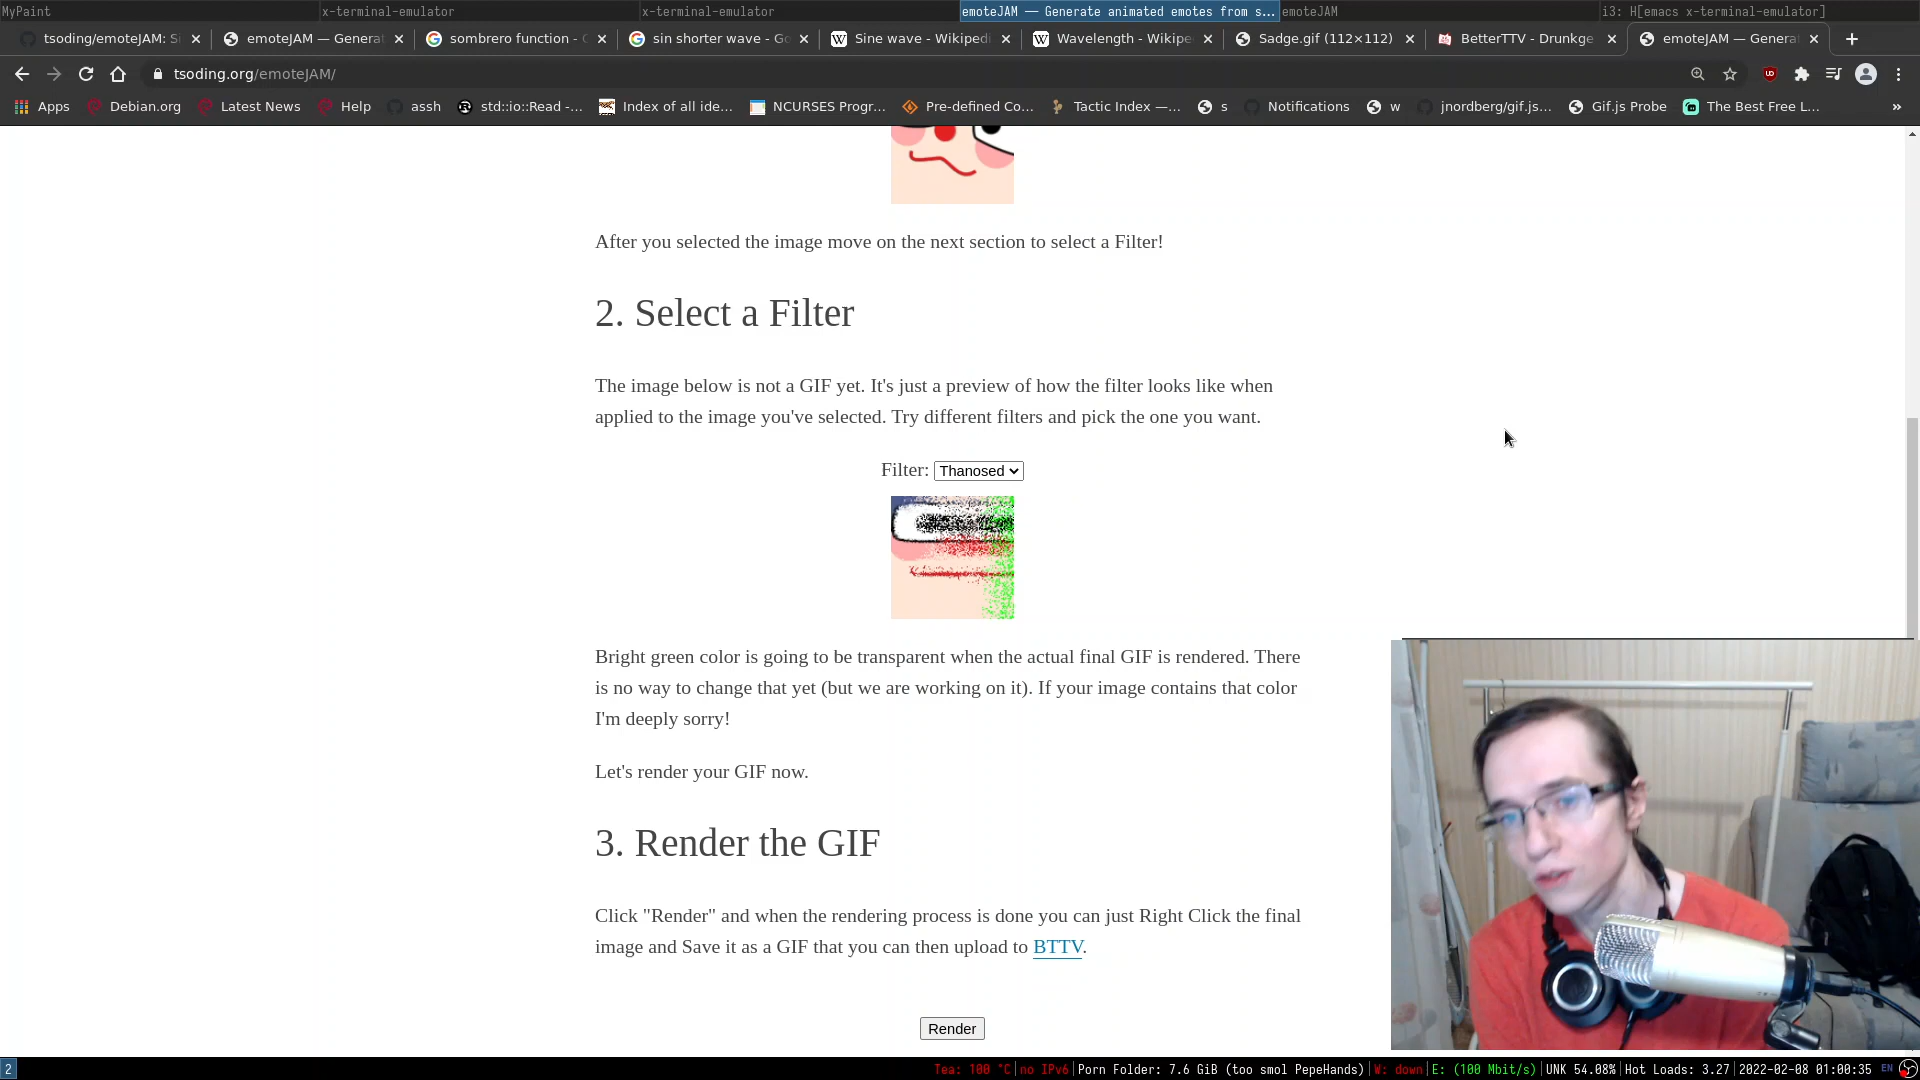 MyPaint
x-terminal-emulator
x-terminal-emulator
emoteJAM — Generate animated emotes from s...
emoteJAM
i3: H[emacs x-terminal-emulator]
tsoding/emoteJAM: Si
emoteJAM — Genera
sombrero function - G
sin shorter wave - Go
Sine wave - Wikipedi
Wavelength - Wikipe
Sadge.gif (112×112)
BetterTTV - Drunkge
emoteJAM — Genera
tsoding.org/emoteJAM/
Apps
Debian.org
Latest News
Help
assh
std::io::Read -...
Index of all ide...
NCURSES Progr...
Pre-defined Co...
Tactic Index —...
s
Notifications
w
jnordberg/gif.js...
Gif.js Probe
The Best Free L...
»
After you selected the image move on the next section to select a Filter!
2. Select a Filter
The image below is not a GIF yet. It's just a preview of how the filter looks like when
applied to the image you've selected. Try different filters and pick the one you want.
Filter: Thanosed
Bright green color is going to be transparent when the actual final GIF is rendered. There
is no way to change that yet (but we are working on it). If your image contains that color
I'm deeply sorry!
Let's render your GIF now.
3. Render the GIF
Click "Render" and when the rendering process is done you can just Right Click the final
image and Save it as a GIF that you can then upload to BTTV.
Render
2
Tea: 100 °C|no IPv6|Porn Folder: 7.6 GiB (too smol PepeHands)|W: down|E: (100 Mbit/s)|UNK 54.08%|Hot Loads: 3.27|2022-02-08 01:00:35
EN